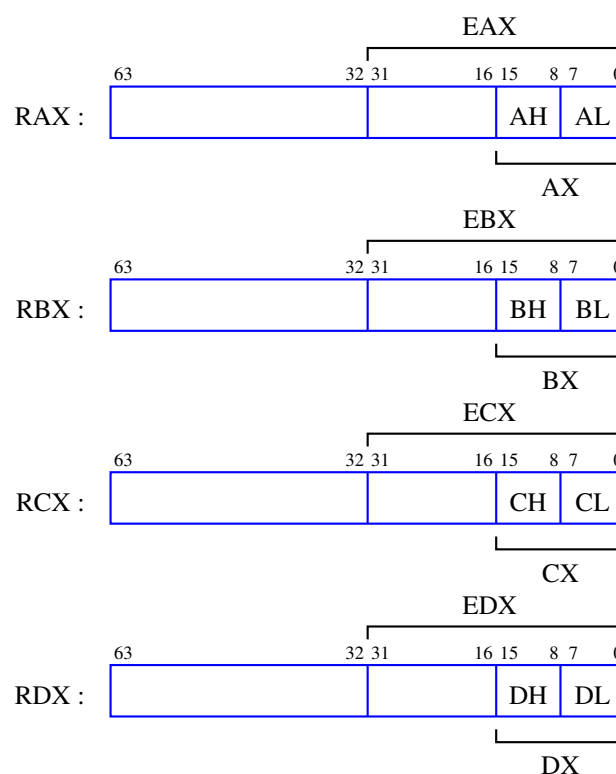 EAX
63 32 31 16 15 8 7
RAX : AH AL
AX
EBX
63 32 31 16 15 8 7
RBX : BH BL
BX
ECX
63 32 31 16 15 8 7
RCX : CH CL
CX
EDX
63 32 31 16 15 8 7
RDX : DH DL
DX